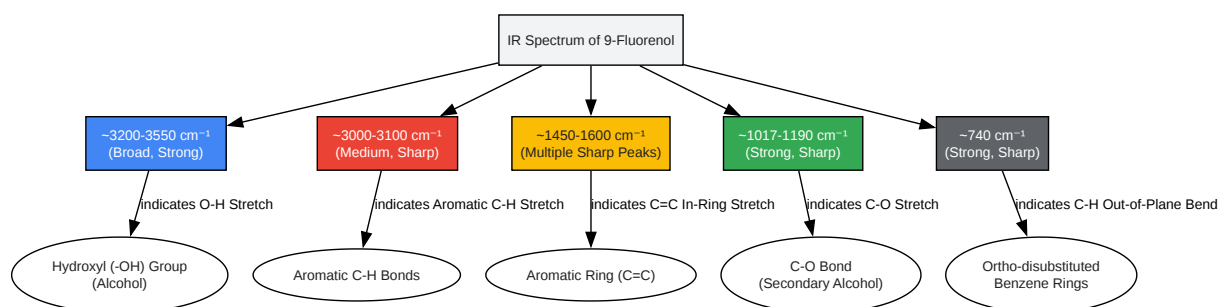 IR Spectrum of 9-Fluorenol
~3200-3550 cm⁻¹
(Broad, Strong)
~3000-3100 cm⁻¹
(Medium, Sharp)
~1450-1600 cm⁻¹
(Multiple Sharp Peaks)
~1017-1190 cm⁻¹
(Strong, Sharp)
~740 cm⁻¹
(Strong, Sharp)
indicates O-H Stretch
indicates Aromatic C-H Stretch
indicates C=C In-Ring Stretch
indicates C-O Stretch
indicates C-H Out-of-Plane Bend
Hydroxyl (-OH) Group
(Alcohol)
Aromatic C-H Bonds
Aromatic Ring (C=C)
C-O Bond
(Secondary Alcohol)
Ortho-disubstituted
Benzene Rings